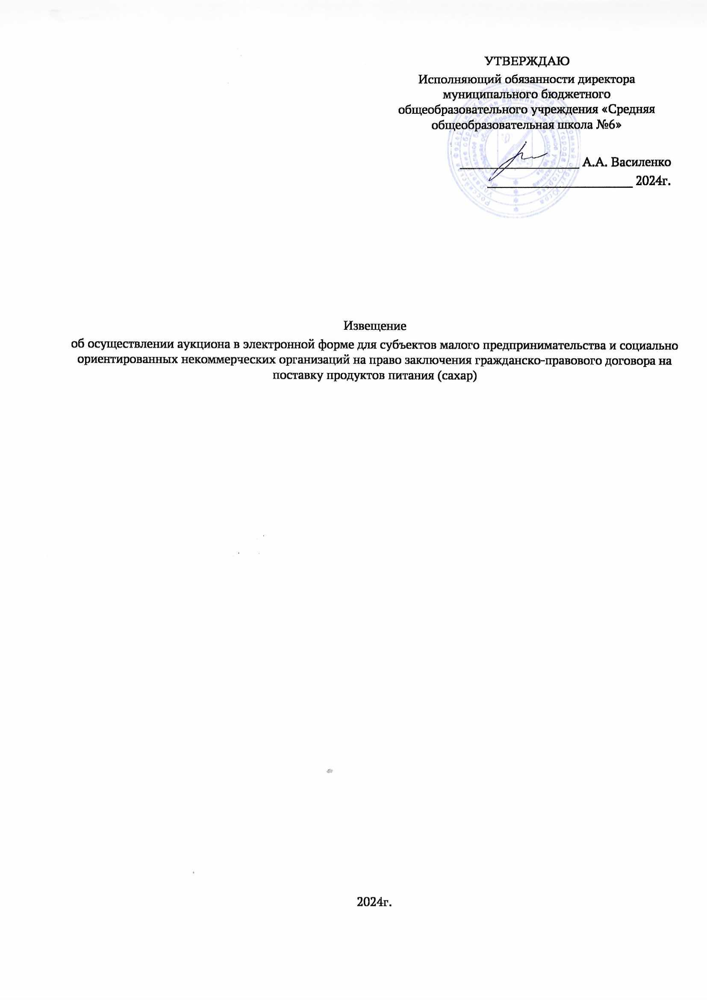 УТВЕРЖДАЮ
Исполняющий обязанности директора
муниципального бюджетного
общеобразовательного учреждения «Средняя
общеобразовательная школа №6»
А.А. Василенко
2024г.
Извещение
об осуществлении аукциона в электронной форме для субъектов малого предпринимательства и социально
ориентированных некоммерческих организаций на право заключения гражданско-правового договора на
поставку продуктов питания (сахар)
2024г.